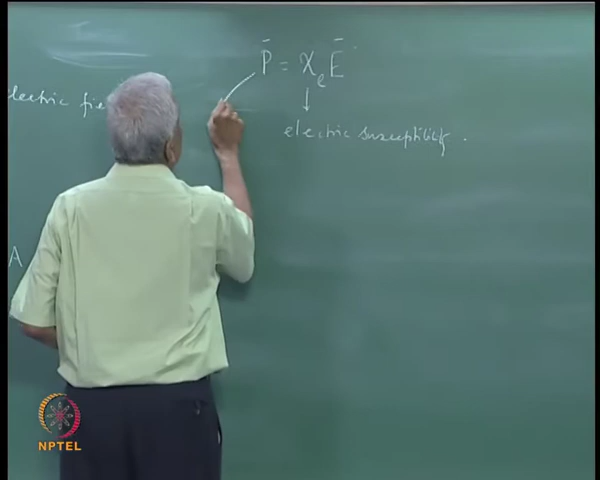 P̄ = χₑ Ē
electric fie
electric susceptibility.
A
NPTEL